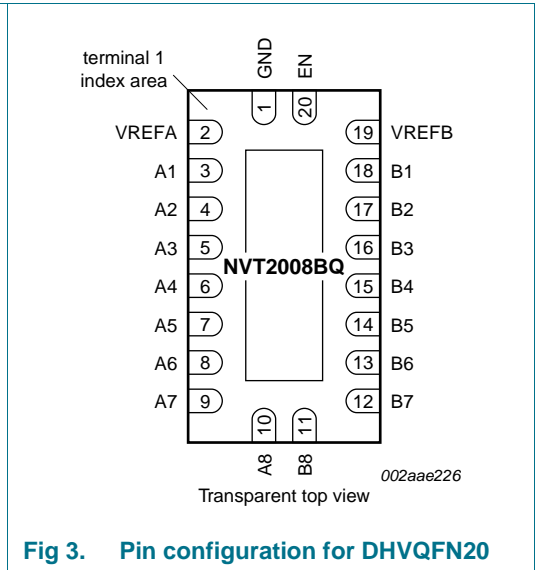 terminal 1
index area
GND
EN
1
20
VREFA 2
19 VREFB
A1 3
18 B1
A2 4
17 B2
A3 5
16 B3
NVT2008BQ
A4 6
15 B4
A5 7
14 B5
A6 8
13 B6
A7 9
12 B7
10
11
A8
B8
002aae226
Transparent top view
Fig 3. Pin configuration for DHVQFN20